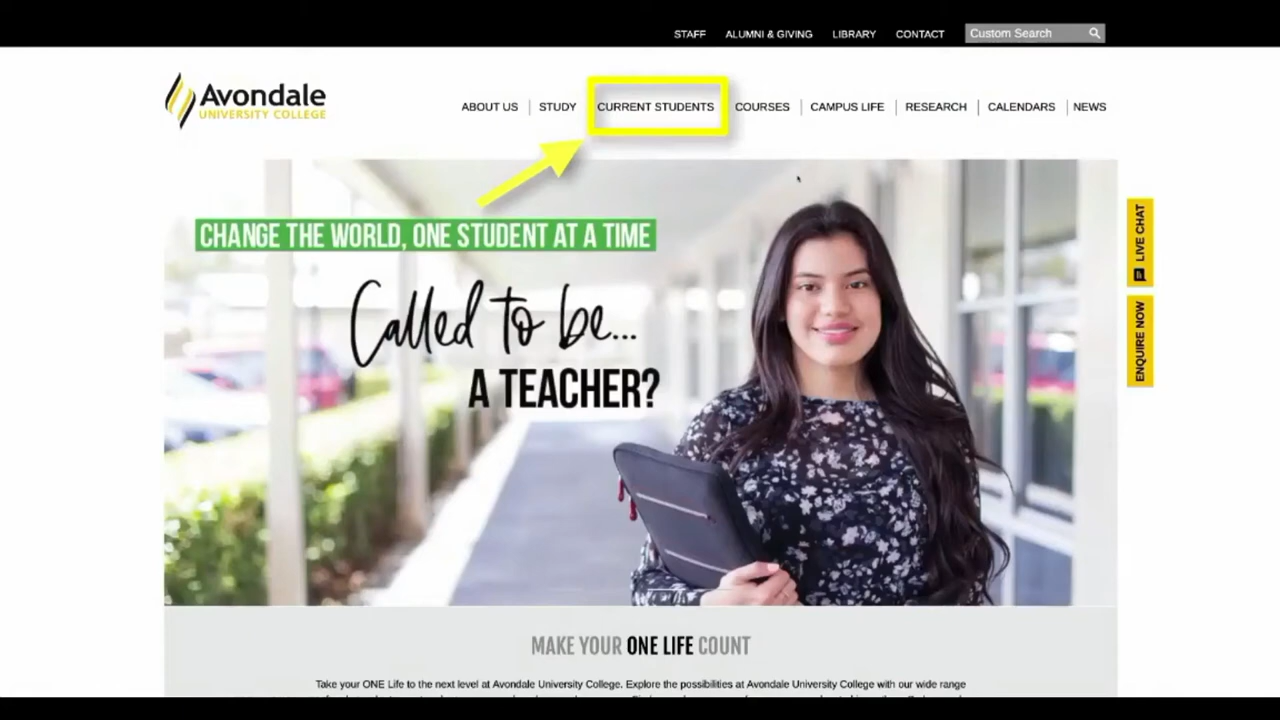 STAFF ALUMNI & GIVING LIBRARY CONTACT Custom Search
Avondale
UNIVERSITY COLLEGE
ABOUT US STUDY CURRENT STUDENTS COURSES CAMPUS LIFE RESEARCH CALENDARS NEWS
CHANGE THE WORLD, ONE STUDENT AT A TIME
Called to be...
A TEACHER?
LIVE CHAT
ENQUIRE NOW
MAKE YOUR ONE LIFE COUNT
Take your ONE Life to the next level at Avondale University College. Explore the possibilities at Avondale University College with our wide range